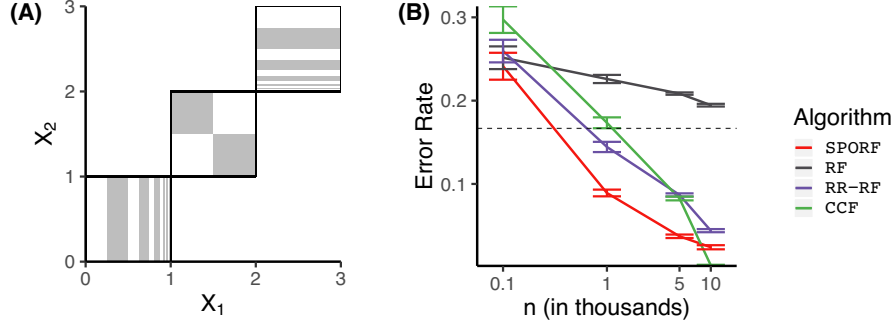 (A)
3
2
1
0
X₂
0
1
2
3
X₁
(B)
0.3
0.2
0.1
Error Rate
0.1
1
5
10
n (in thousands)
Algorithm
SPORF
RF
RR-RF
CCF